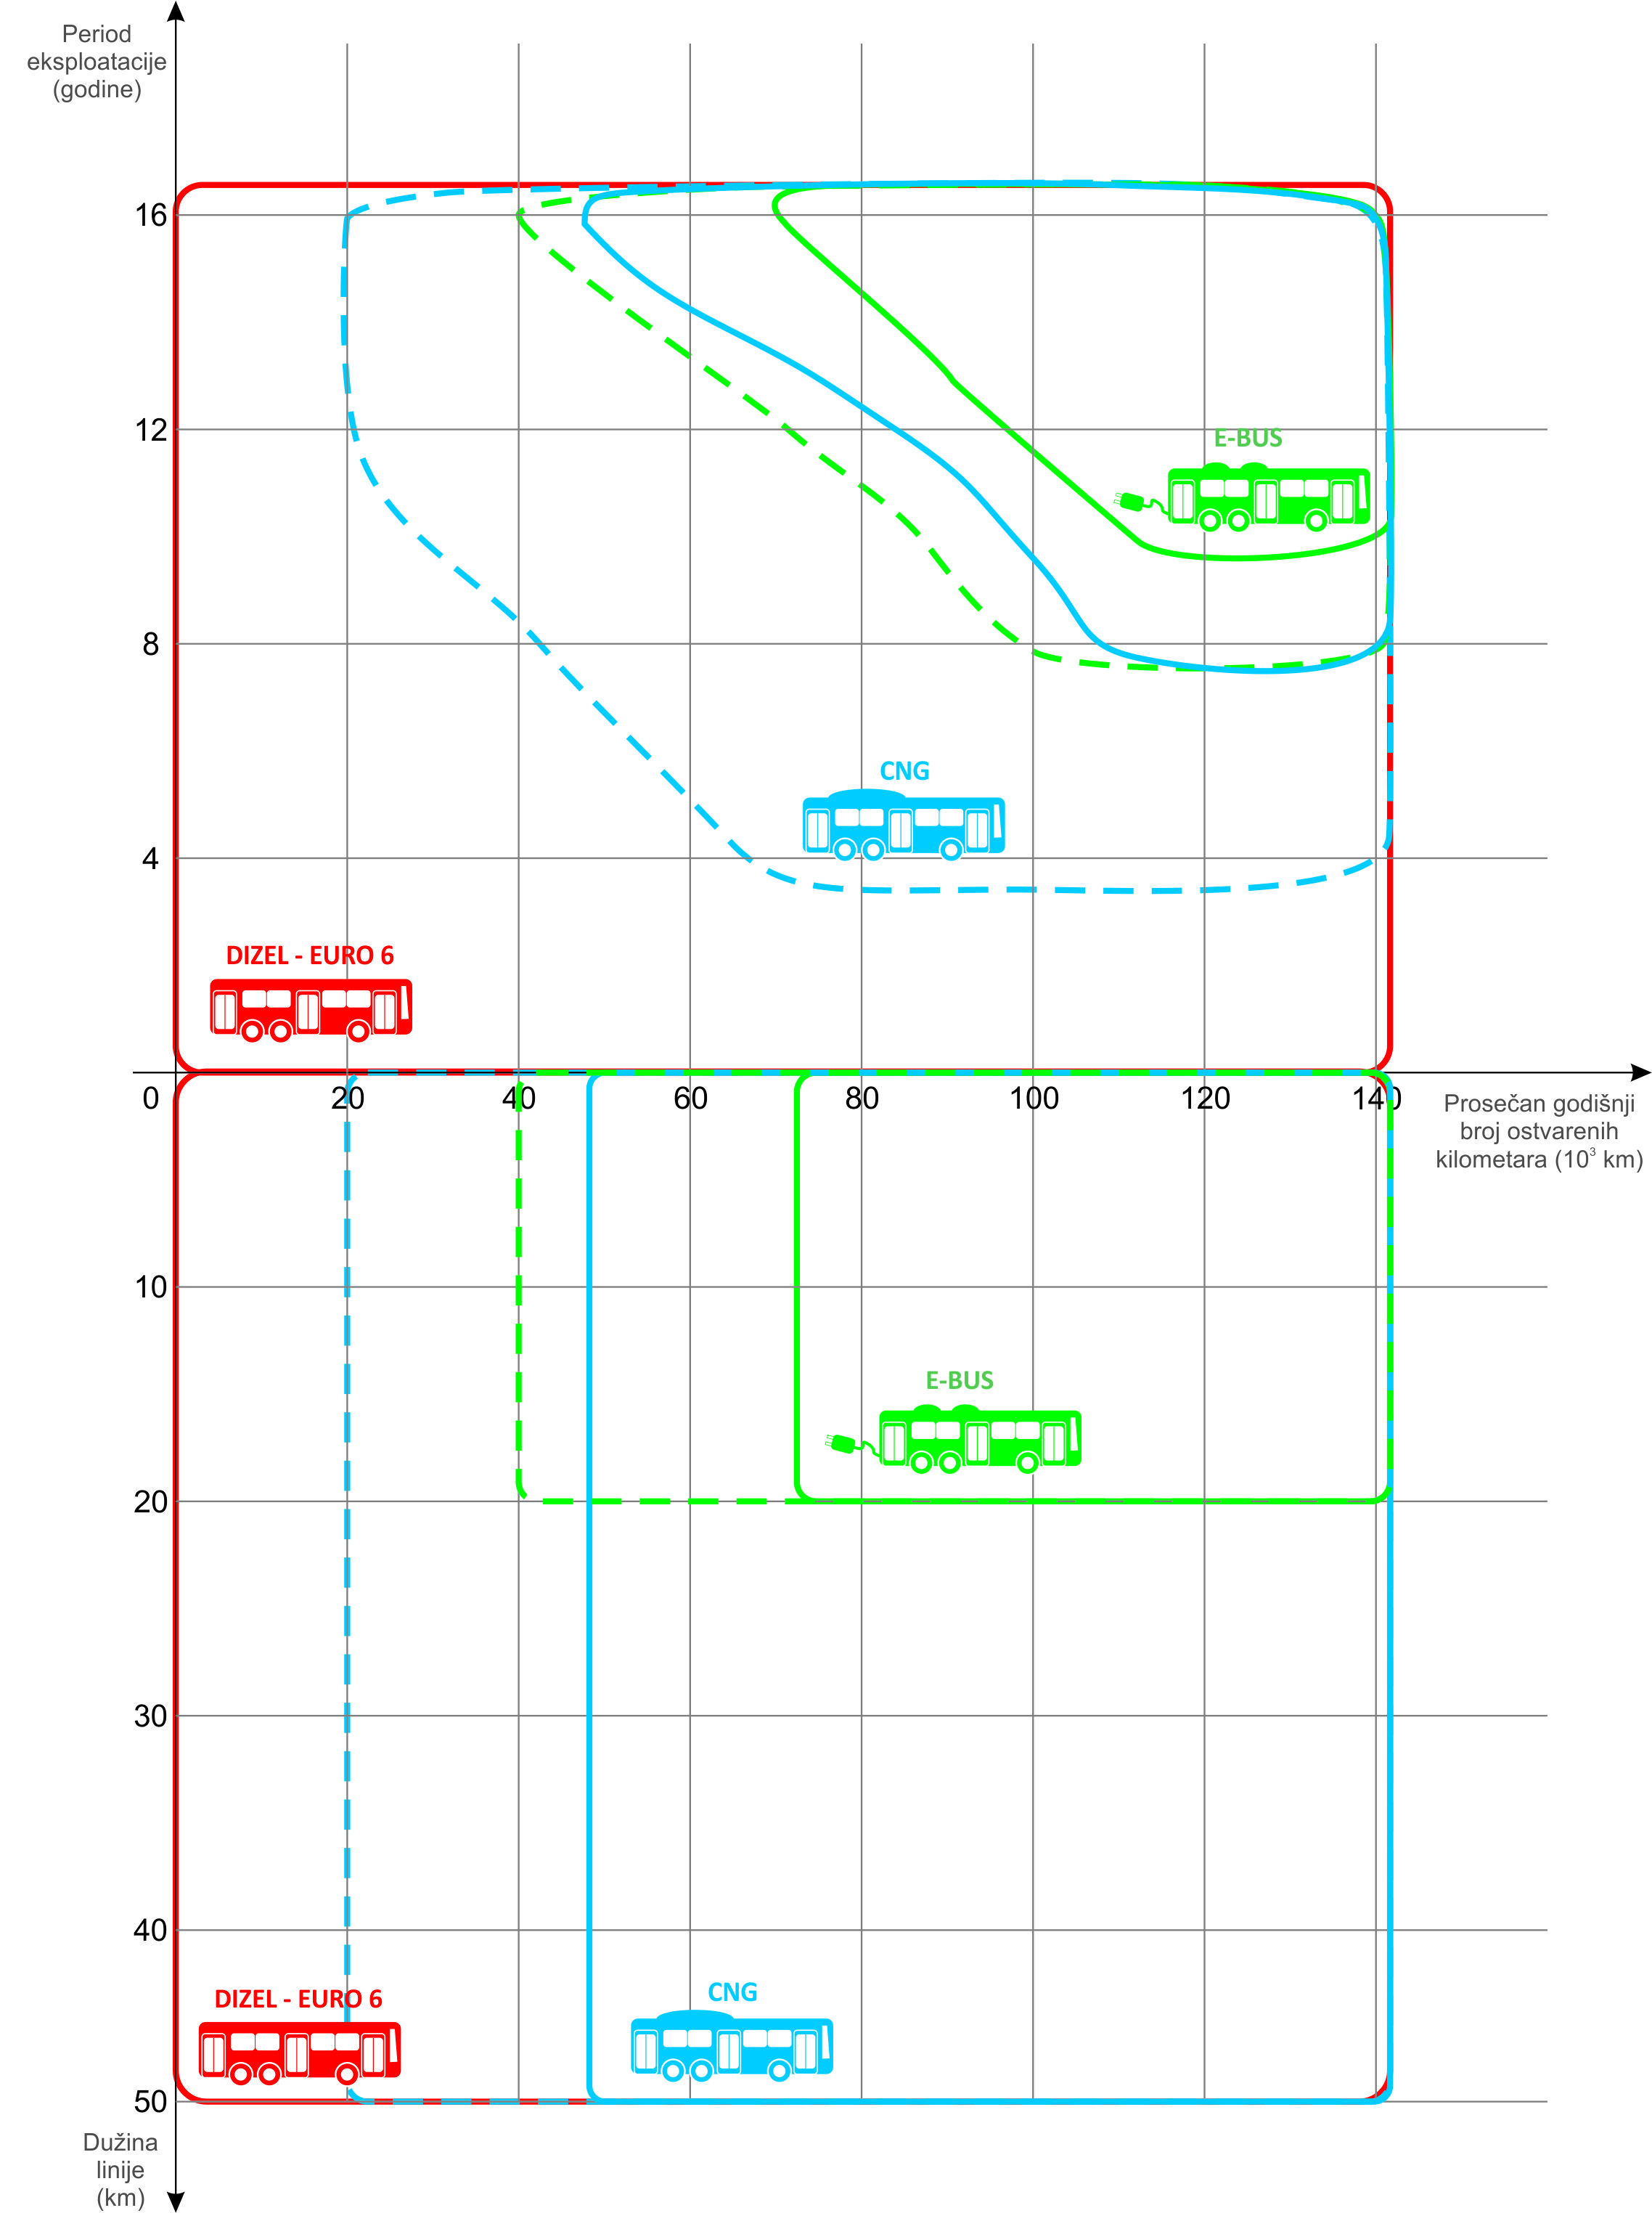 Period
eksploatacije
(godine)
16
12
E-BUS
8
CNG
4
DIZEL - EURO 6
0
20
40
60
80
100
120
140
Prosečan godišnji
broj ostvarenih
kilometara (10³ km)
10
E-BUS
20
30
40
DIZEL - EURO 6
CNG
50
Dužina
linije
(km)